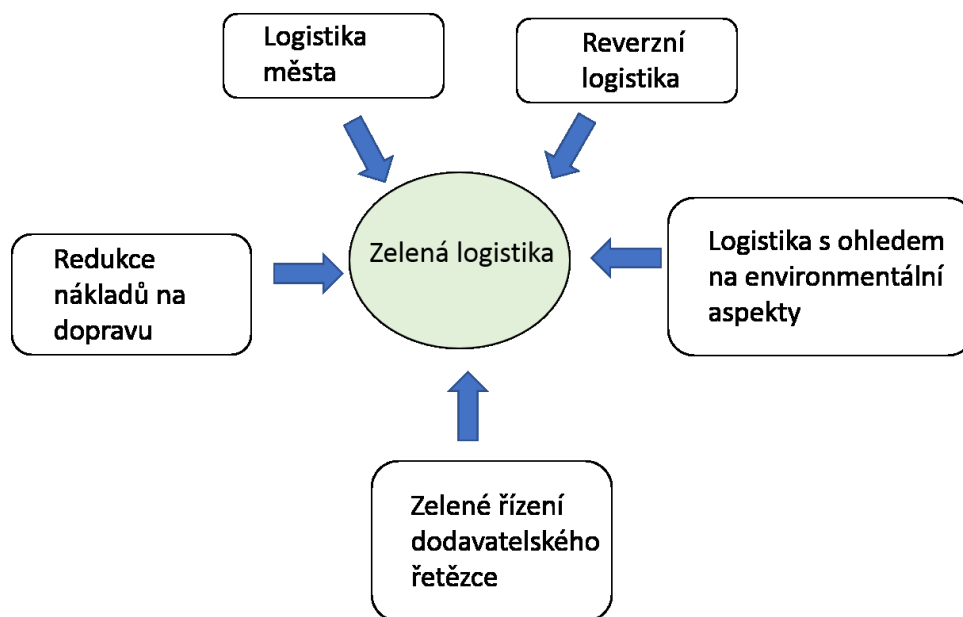 Logistika
města
Reverzní
logistika
Redukce
nákladů na
dopravu
Zelená logistika
Logistika s ohledem
na environmentální
aspekty
Zelené řízení
dodavatelského
řetězce